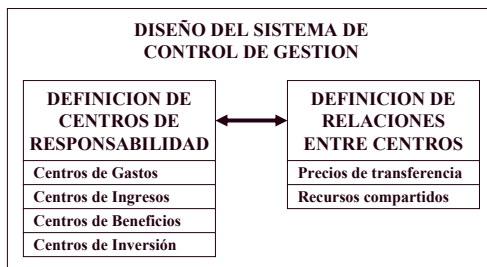 DISEÑO DEL SISTEMA DE
CONTROL DE GESTION
DEFINICION DE
CENTROS DE
RESPONSABILIDAD
Centros de Gastos
Centros de Ingresos
Centros de Beneficios
Centros de Inversión
DEFINICION DE
RELACIONES
ENTRE CENTROS
Precios de transferencia
Recursos compartidos